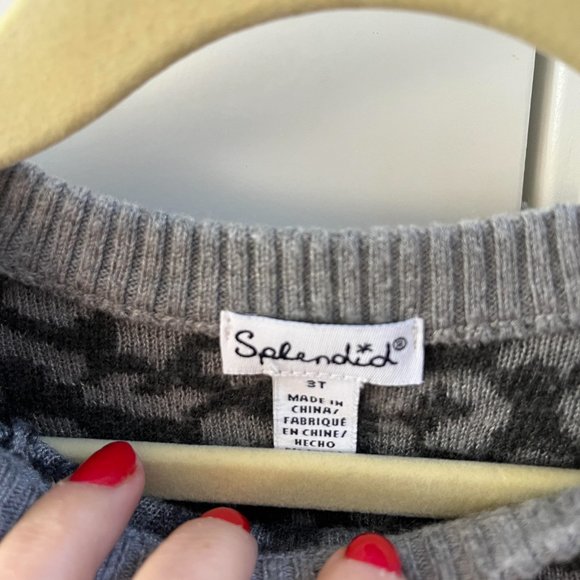 Splendid®
3T
MADE IN
CHINA/
FABRIQUÉ
EN CHINE/
HECHO